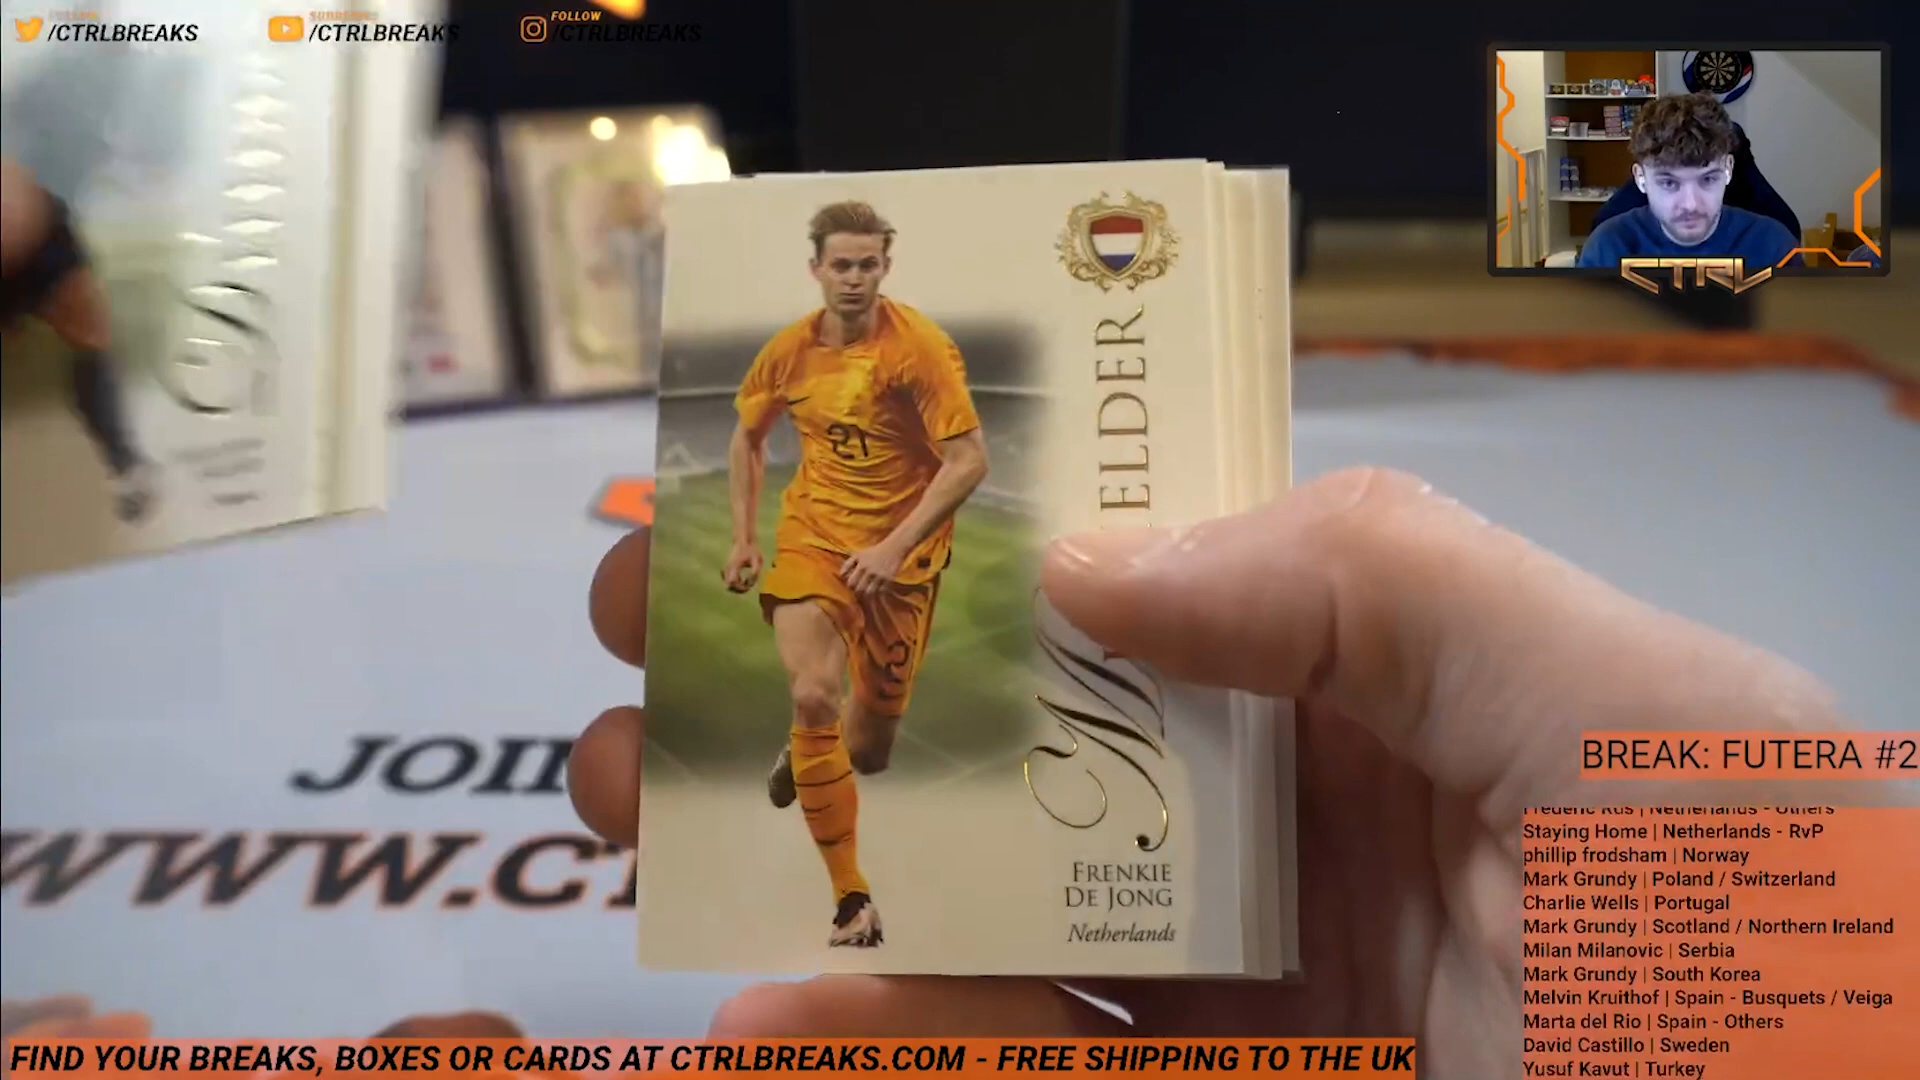 FOLLOW
/CTRLBREAKS
/CTRLBREAKS
FOLLOW
/CTRLBREAKS
CTRL
21
ELDER
FRENKIE
DE JONG
Netherlands
JOI
WWW.CT
BREAK: FUTERA #2
Frederic Rus | Netherlands - Others
Staying Home | Netherlands - RvP
phillip frodsham | Norway
Mark Grundy | Poland / Switzerland
Charlie Wells | Portugal
Mark Grundy | Scotland / Northern Ireland
Milan Milanovic | Serbia
Mark Grundy | South Korea
Melvin Kruithof | Spain - Busquets / Veiga
Marta del Rio | Spain - Others
David Castillo | Sweden
Yusuf Kavut | Turkey
FIND YOUR BREAKS, BOXES OR CARDS AT CTRLBREAKS.COM - FREE SHIPPING TO THE UK